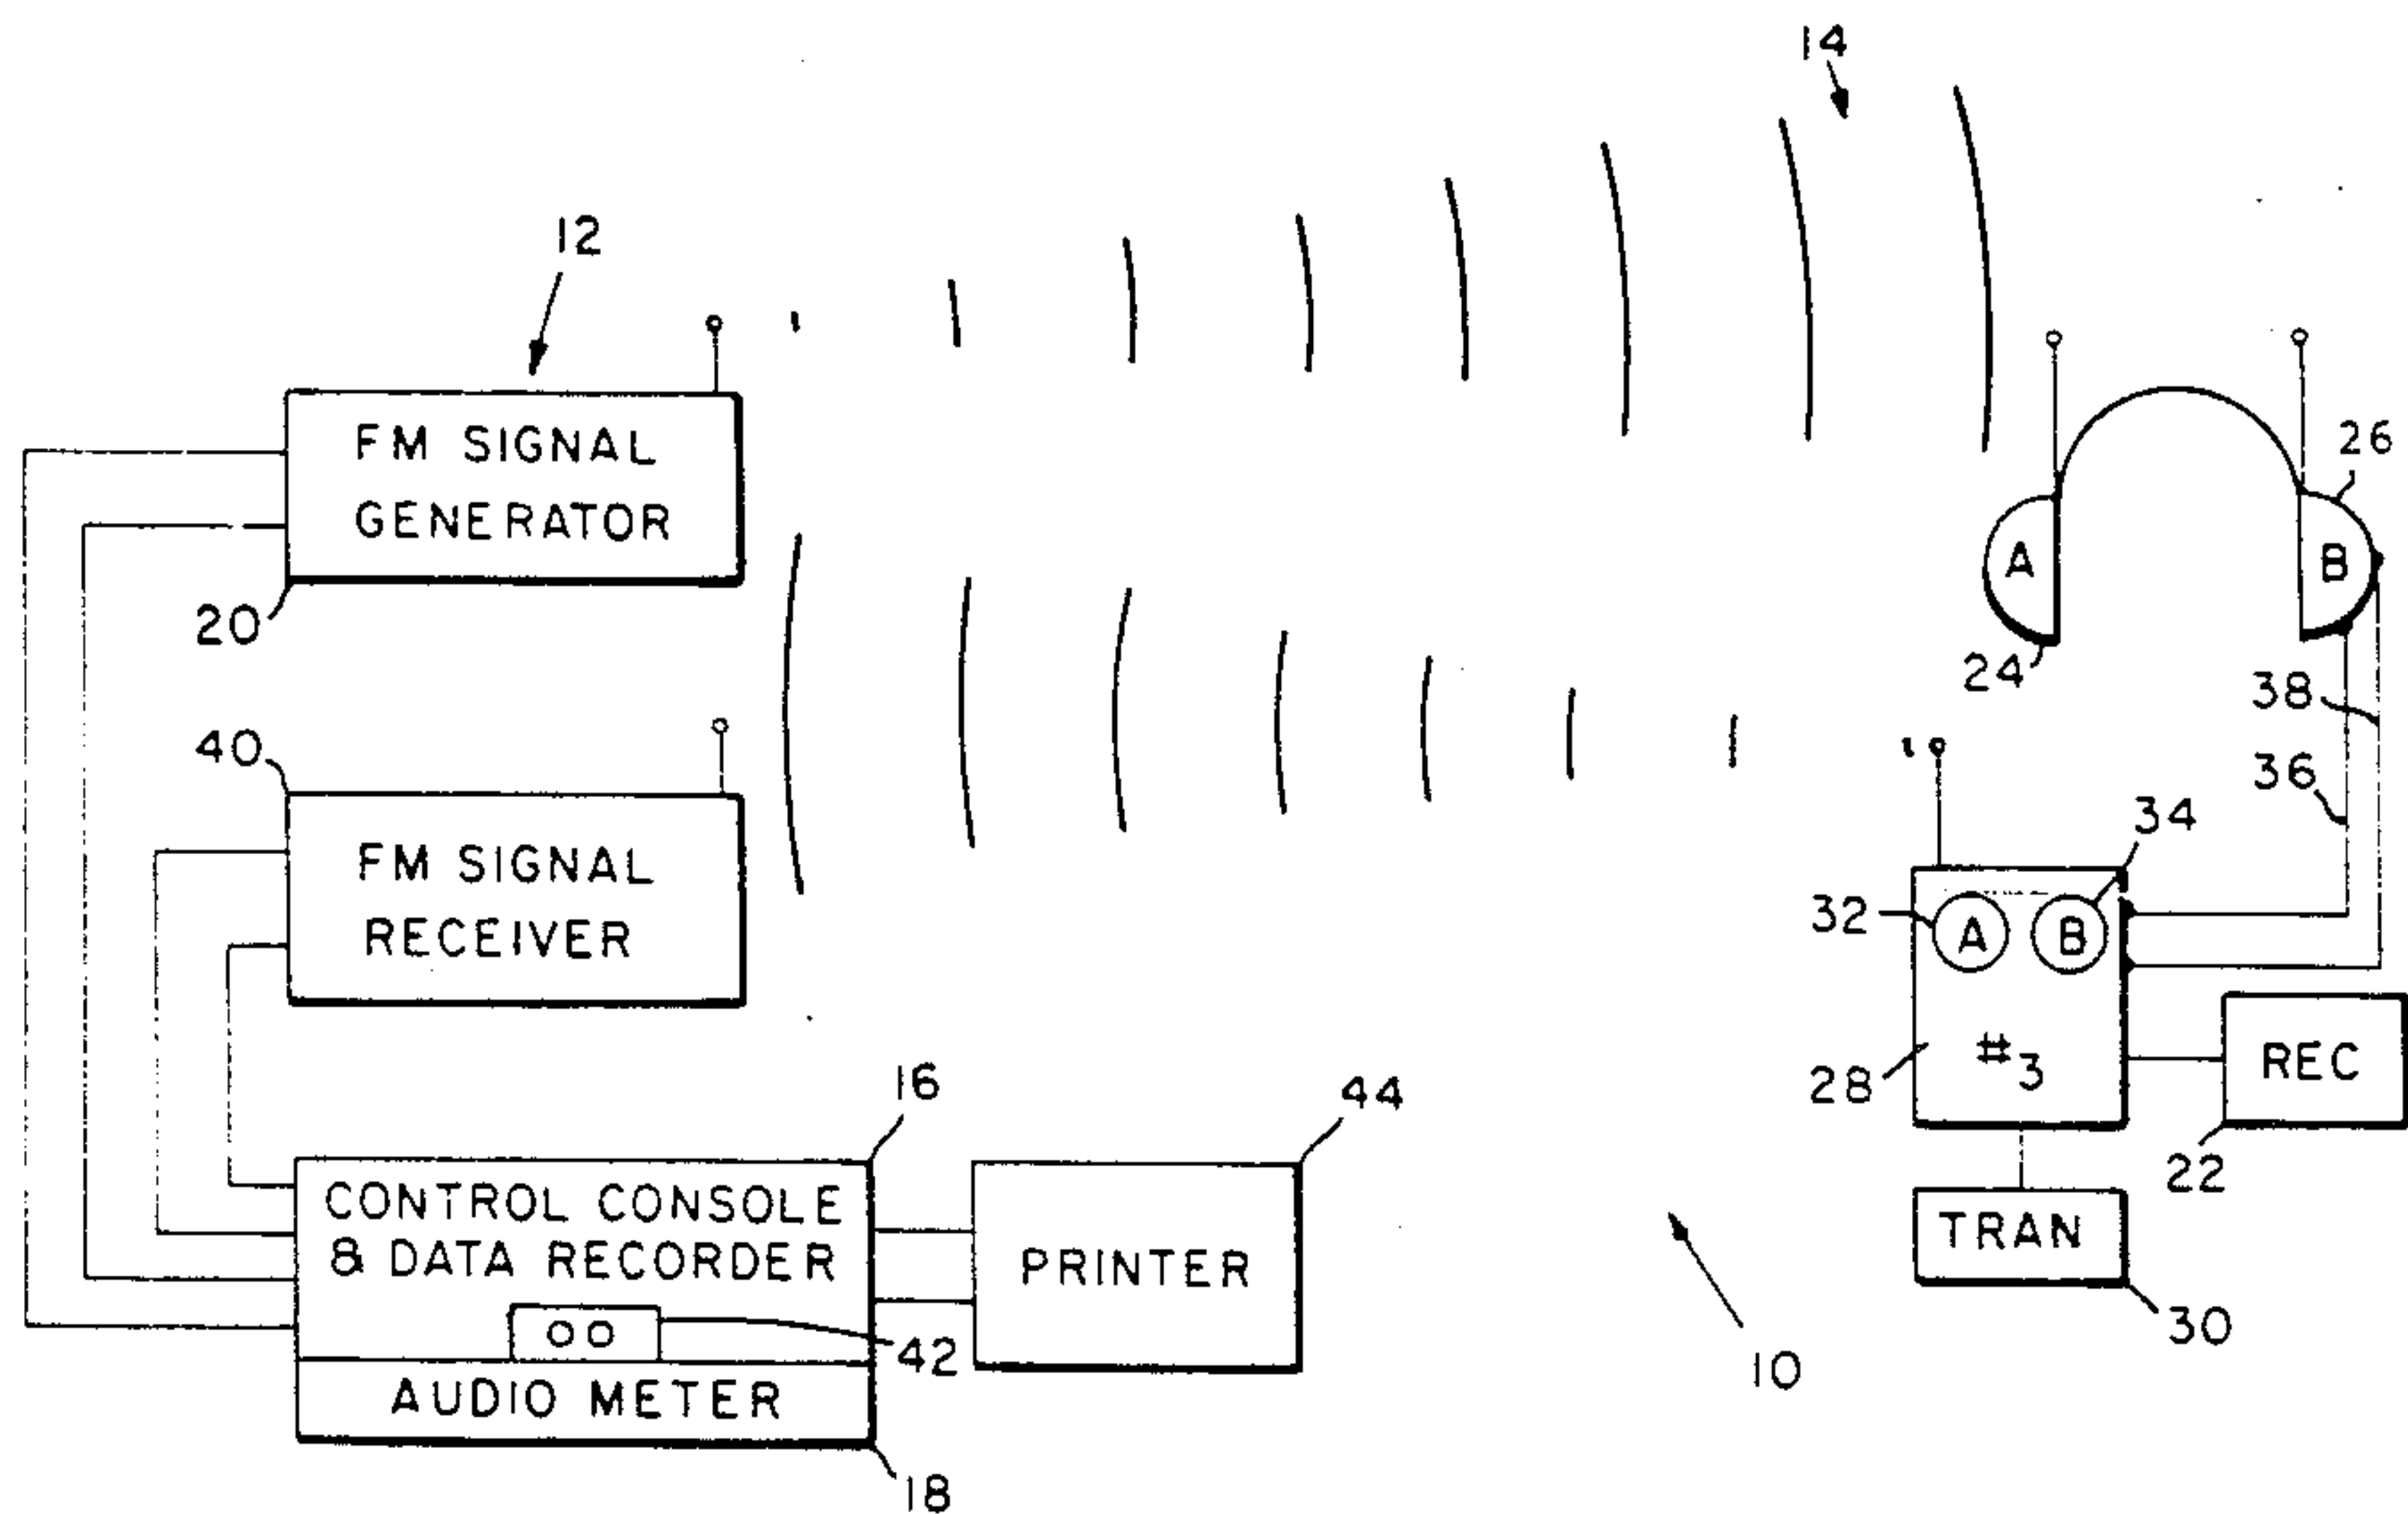 14
12
FM SIGNAL
GENERATOR
20
26
A
B
24
38
40
36
34
FM SIGNAL
RECEIVER
32
A
B
#3
28
REC
22
16
44
CONTROL CONSOLE
& DATA RECORDER
PRINTER
TRAN
30
42
10
AUDIO METER
18